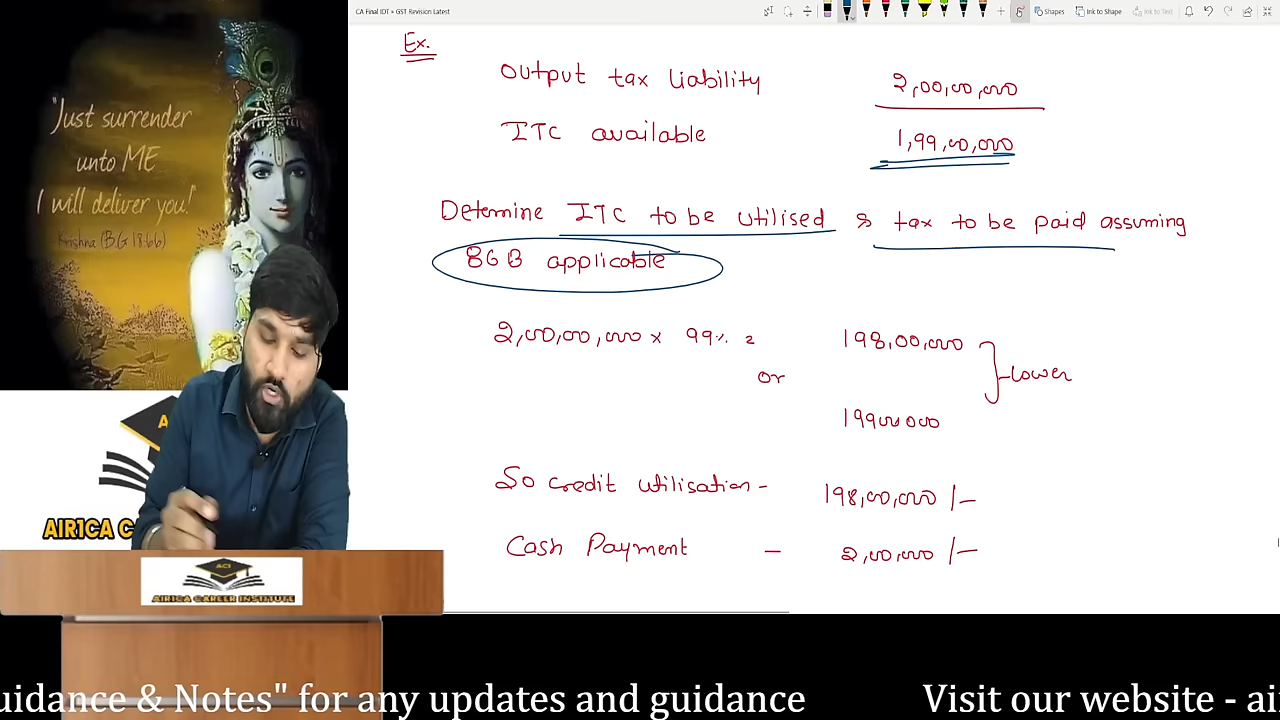 CA Final IDT » GST Revision Latest
Shapes
Ink to Shape
Ink to Text
Ex.
Output tax liability 2,00,00,000
ITC available 1,99,00,000
Determine ITC to be utilised & tax to be paid assuming
86B applicable
2,00,00,000 x 99% = 198,00,000
or
lower
19900000
So credit utilisation - 198,00,000/-
Cash Payment - 2,00,000/-
"Just surrender
unto ME
I will deliver you!"
- Krishna (BG 18:66)
AIR1CA C
ACI
AIR1CA CAREER INSTITUTE
uidance & Notes" for any updates and guidance
Visit our website - ai